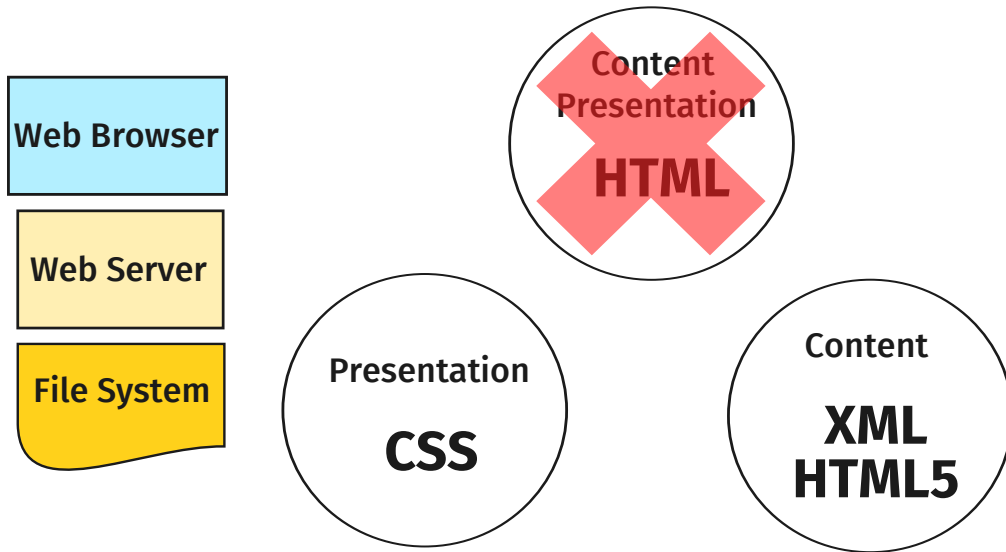 Web Browser
Web Server
File System
Content
Presentation
HTML
Presentation
CSS
Content
XML
HTML5